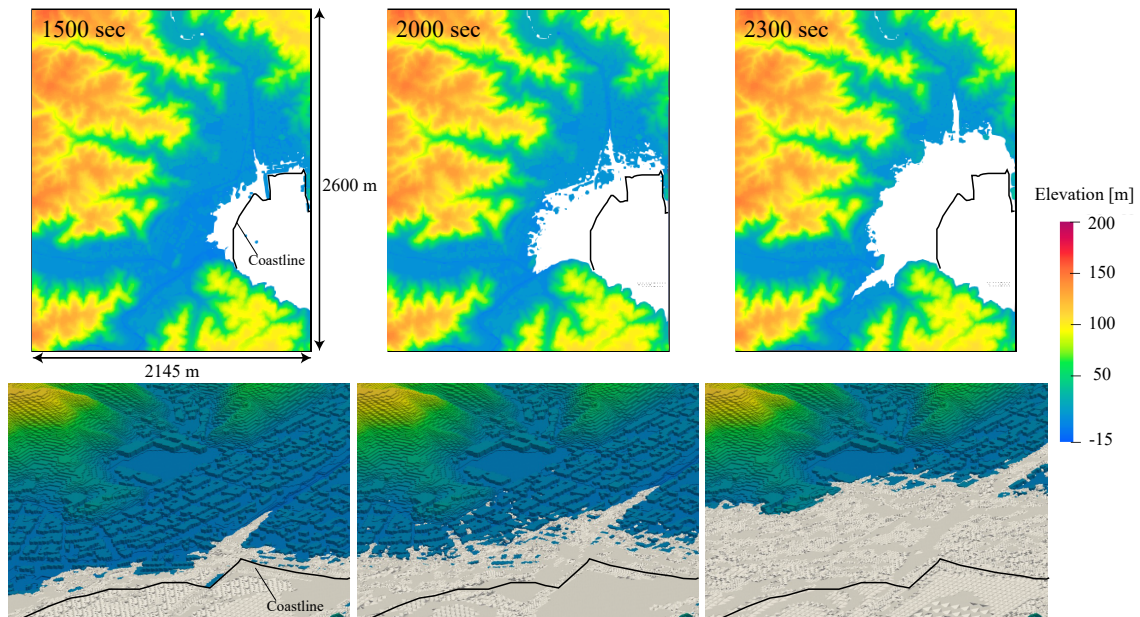 1500 sec
2000 sec
2300 sec
2600 m
Coastline
2145 m
Elevation [m]
200
150
100
50
-15
Coastline